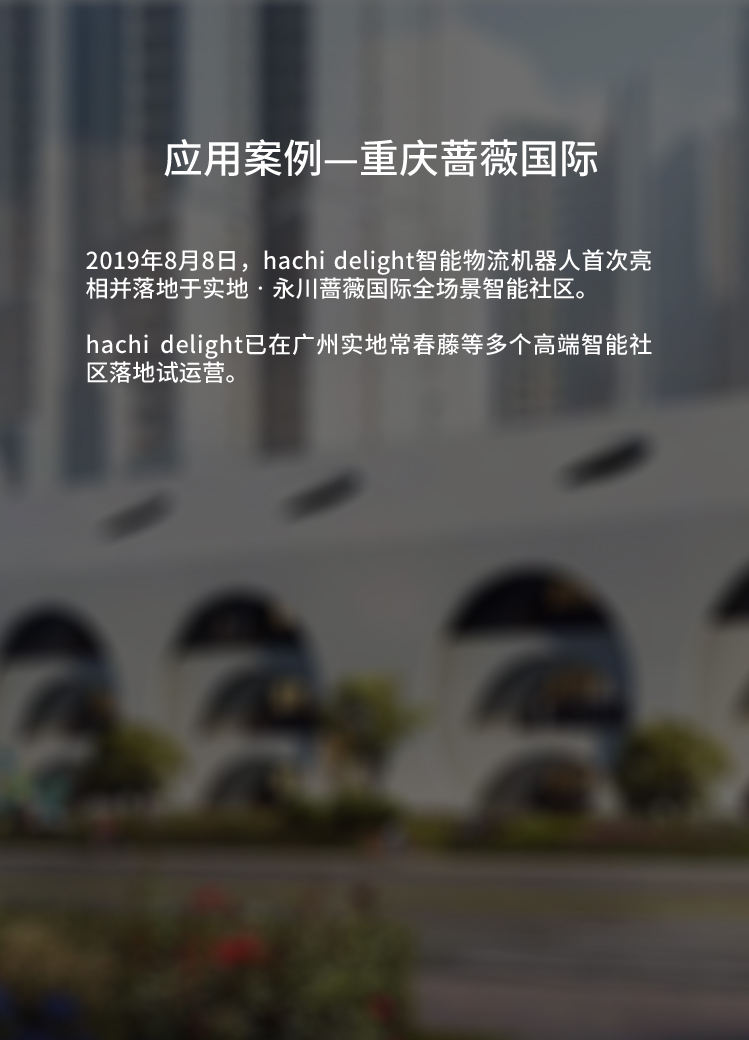 应用案例—重庆蔷薇国际
2019年8月8日，hachi delight智能物流机器人首次亮
相并落地于实地 · 永川蔷薇国际全场景智能社区。
hachi delight已在广州实地常春藤等多个高端智能社
区落地试运营。